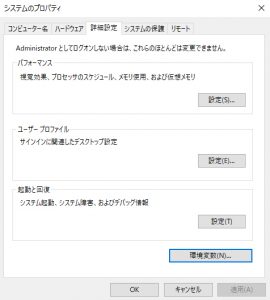 システムのプロパティ
コンピューター名 ハードウェア 詳細設定 システムの保護 リモート
Administrator としてログオンしない場合は、これらのほとんどは変更できません。
パフォーマンス
視覚効果、プロセッサのスケジュール、メモリ使用、および仮想メモリ
設定(S)...
ユーザー プロファイル
サインインに関連したデスクトップ設定
設定(E)...
起動と回復
システム起動、システム障害、およびデバッグ情報
設定(T)
環境変数(N)...
OK キャンセル 適用(A)